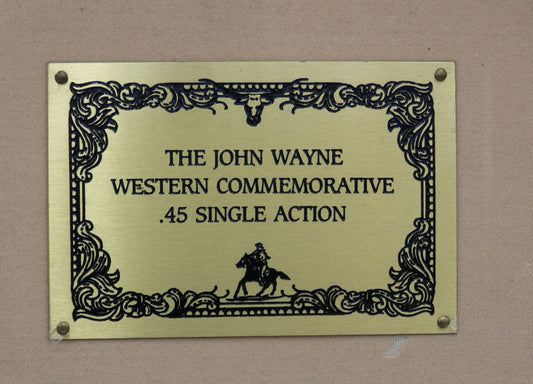 THE JOHN WAYNE
WESTERN COMMEMORATIVE
.45 SINGLE ACTION